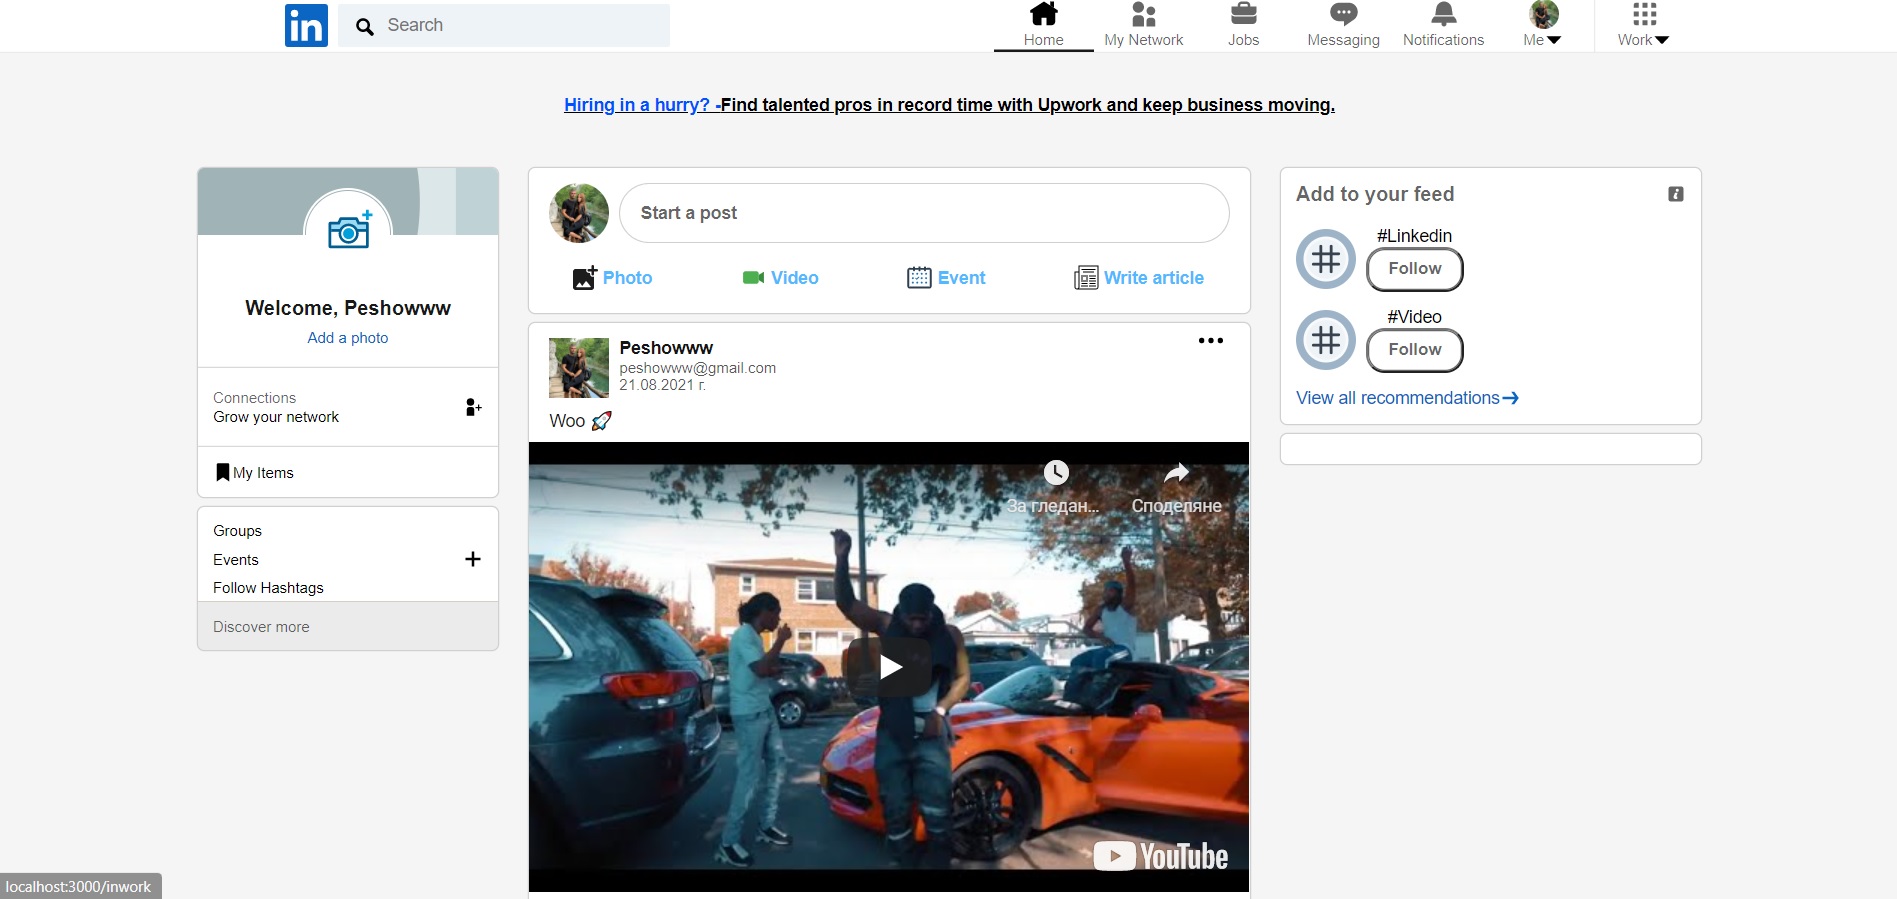 in
Search
Home
My Network
Jobs
Messaging
Notifications
Me
Work
Hiring in a hurry? -Find talented pros in record time with Upwork and keep business moving.
Welcome, Peshowww
Add a photo
Connections
Grow your network
My Items
Groups
Events
Follow Hashtags
Discover more
Start a post
Photo
Video
Event
Write article
Peshowww
peshowww@gmail.com
21.08.2021 г.
Woo 🚀
За гледан...
Споделяне
YouTube
Add to your feed
#Linkedin
Follow
#Video
Follow
View all recommendations
localhost:3000/inwork